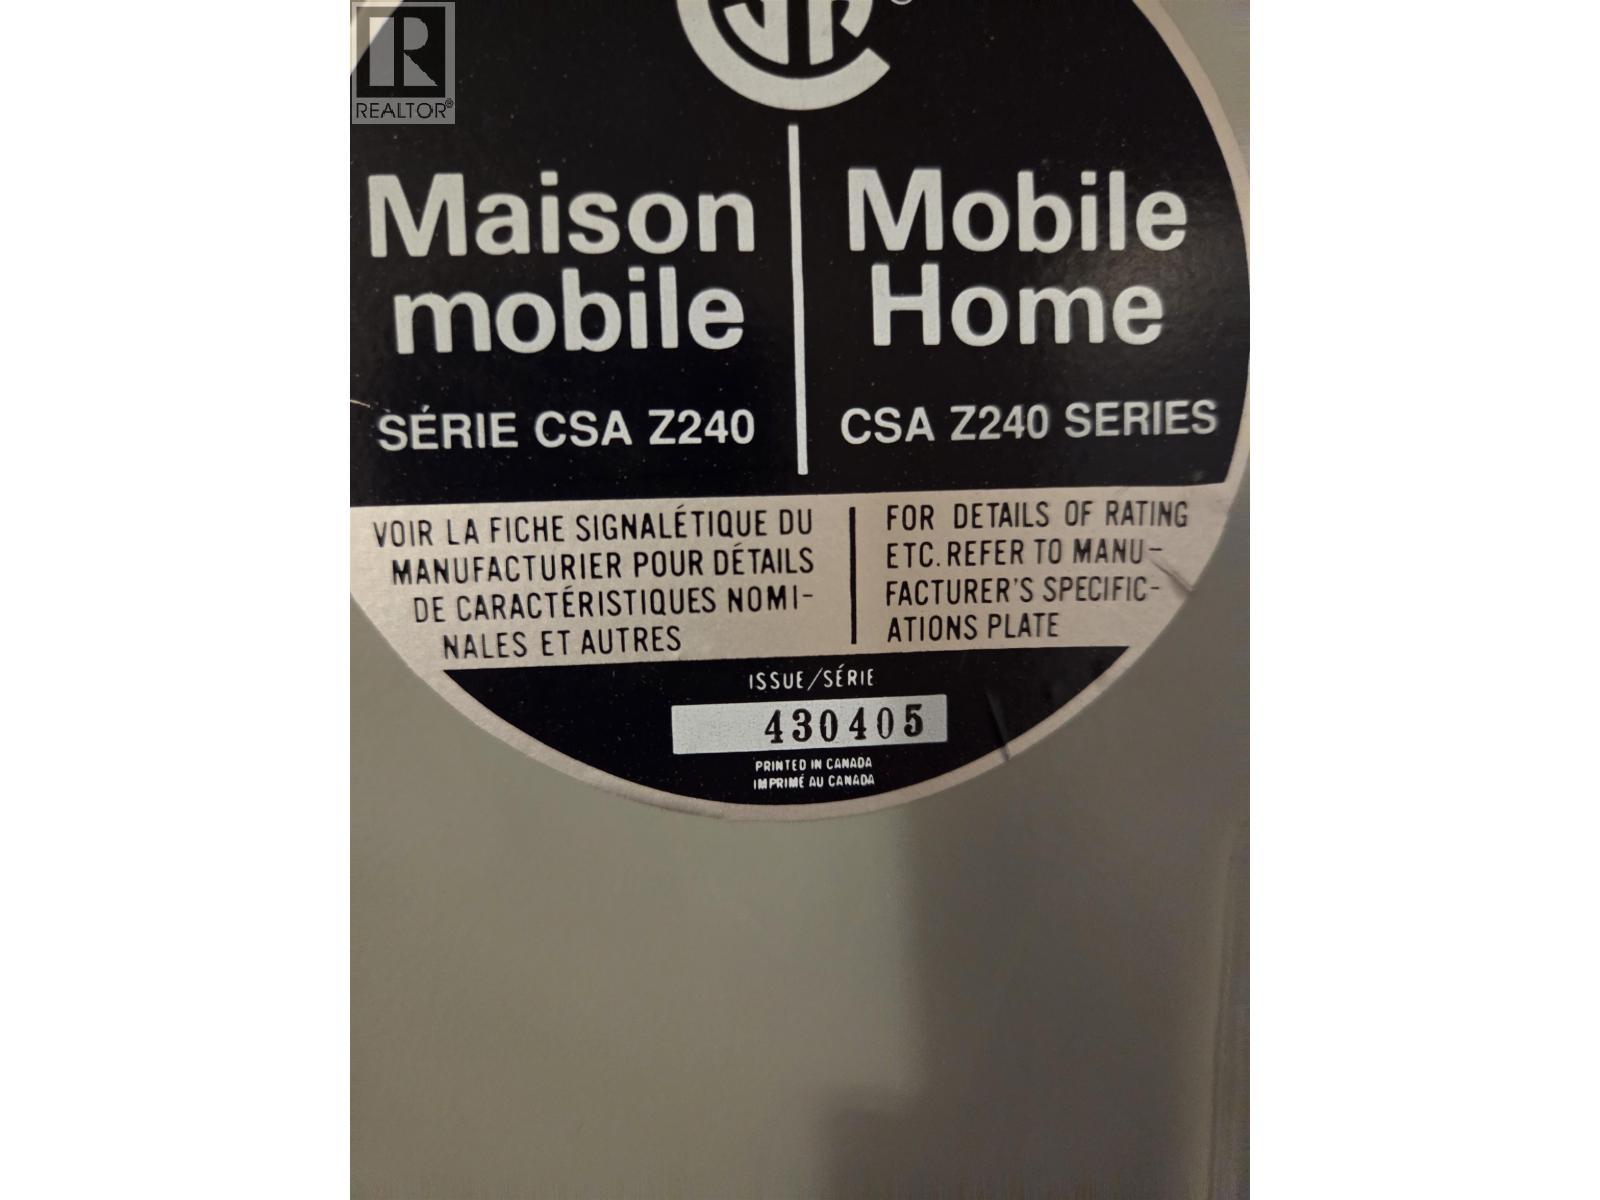 REALTOR®
Maison
mobile
SÉRIE CSA Z240
Mobile
Home
CSA Z240 SERIES
VOIR LA FICHE SIGNALÉTIQUE DU
MANUFACTURIER POUR DÉTAILS
DE CARACTÉRISTIQUES NOMI-
NALES ET AUTRES
FOR DETAILS OF RATING
ETC. REFER TO MANU-
FACTURER'S SPECIFIC-
ATIONS PLATE
ISSUE/SÉRIE
430405
PRINTED IN CANADA
IMPRIMÉ AU CANADA